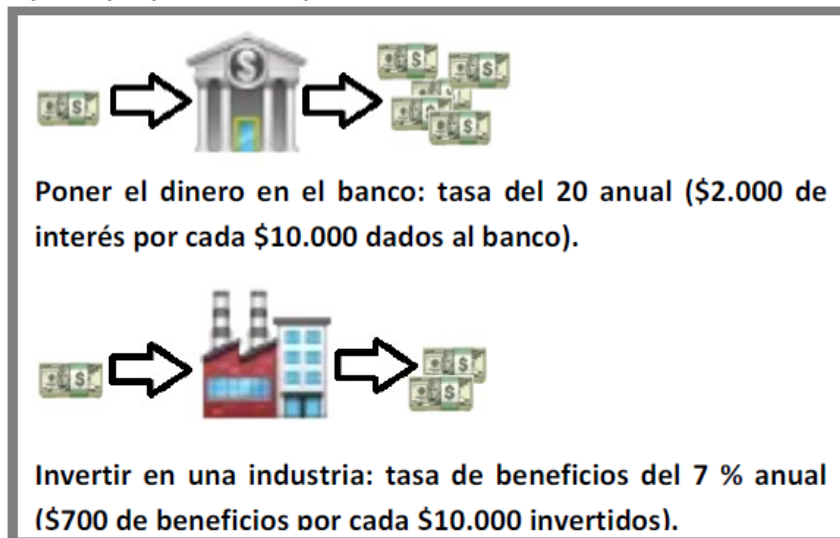 Poner el dinero en el banco: tasa del 20 anual ($2.000 de
interés por cada $10.000 dados al banco).
Invertir en una industria: tasa de beneficios del 7 % anual
($700 de beneficios por cada $10.000 invertidos).